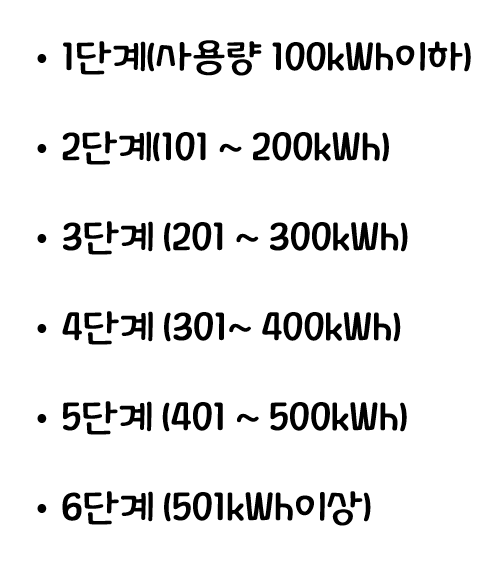 • 1단계(사용량 100kWh이하)
• 2단계(101 ~ 200kWh)
• 3단계 (201 ~ 300kWh)
• 4단계 (301~ 400kWh)
• 5단계 (401 ~ 500kWh)
• 6단계 (501kWh이상)